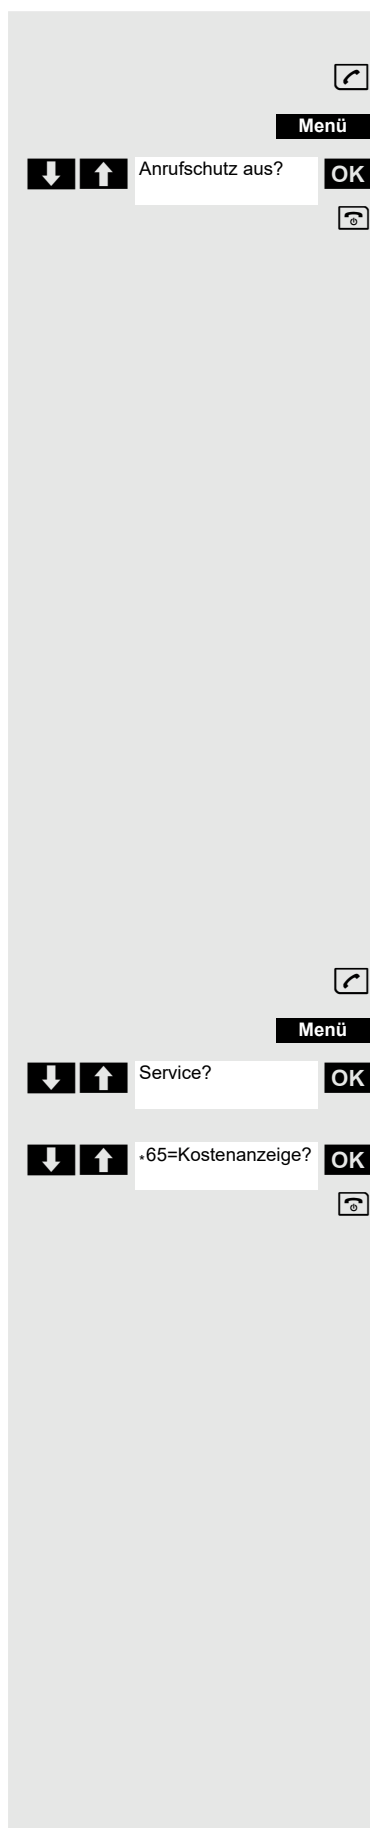 Menü
Anrufschutz aus? OK
Menü
Service? OK
*65=Kostenanzeige? OK